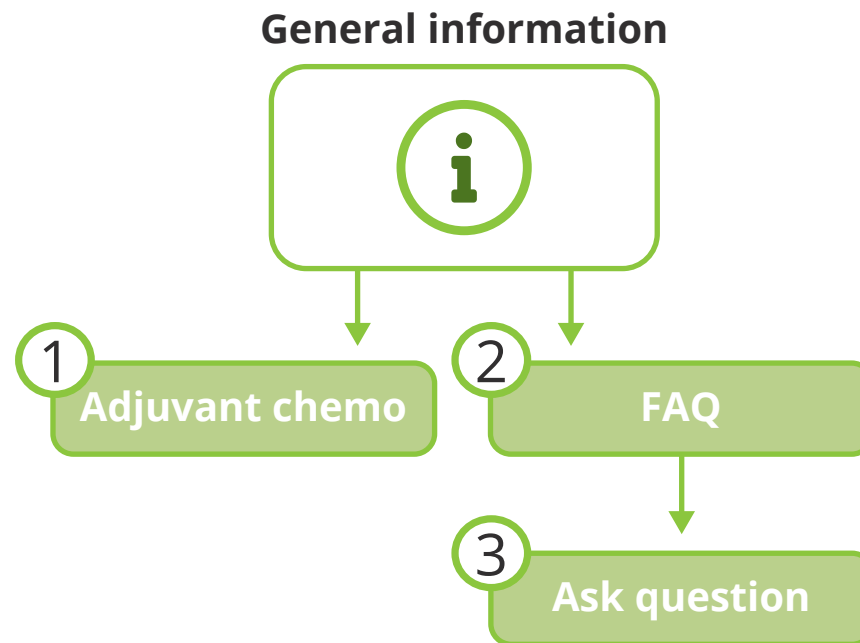 General information
i
1
Adjuvant chemo
2
FAQ
3
Ask question